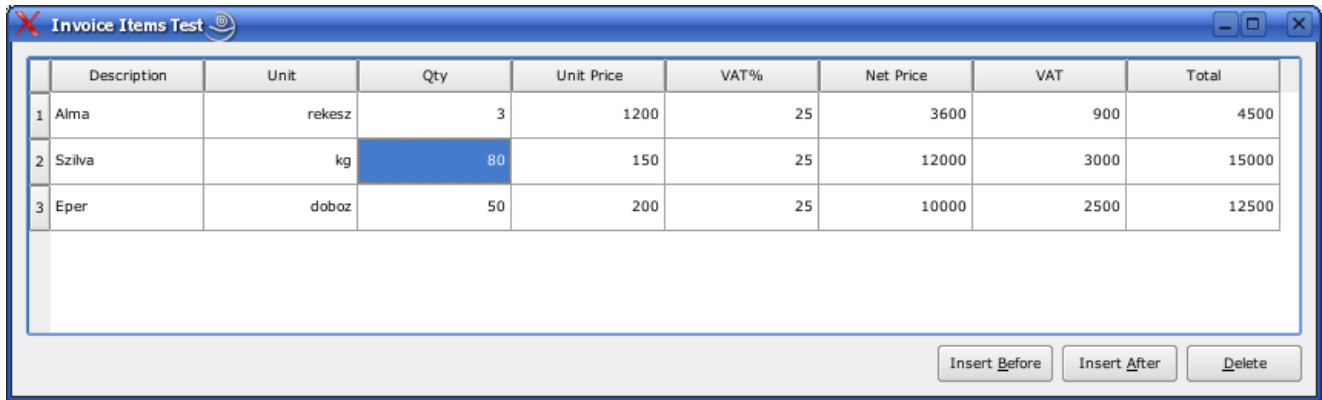 Invoice Items Test
Description Unit Qty Unit Price VAT% Net Price VAT Total
1 Alma rekesz 3 1200 25 3600 900 4500
2 Szilva kg 80 150 25 12000 3000 15000
3 Eper doboz 50 200 25 10000 2500 12500
Insert Before Insert After Delete